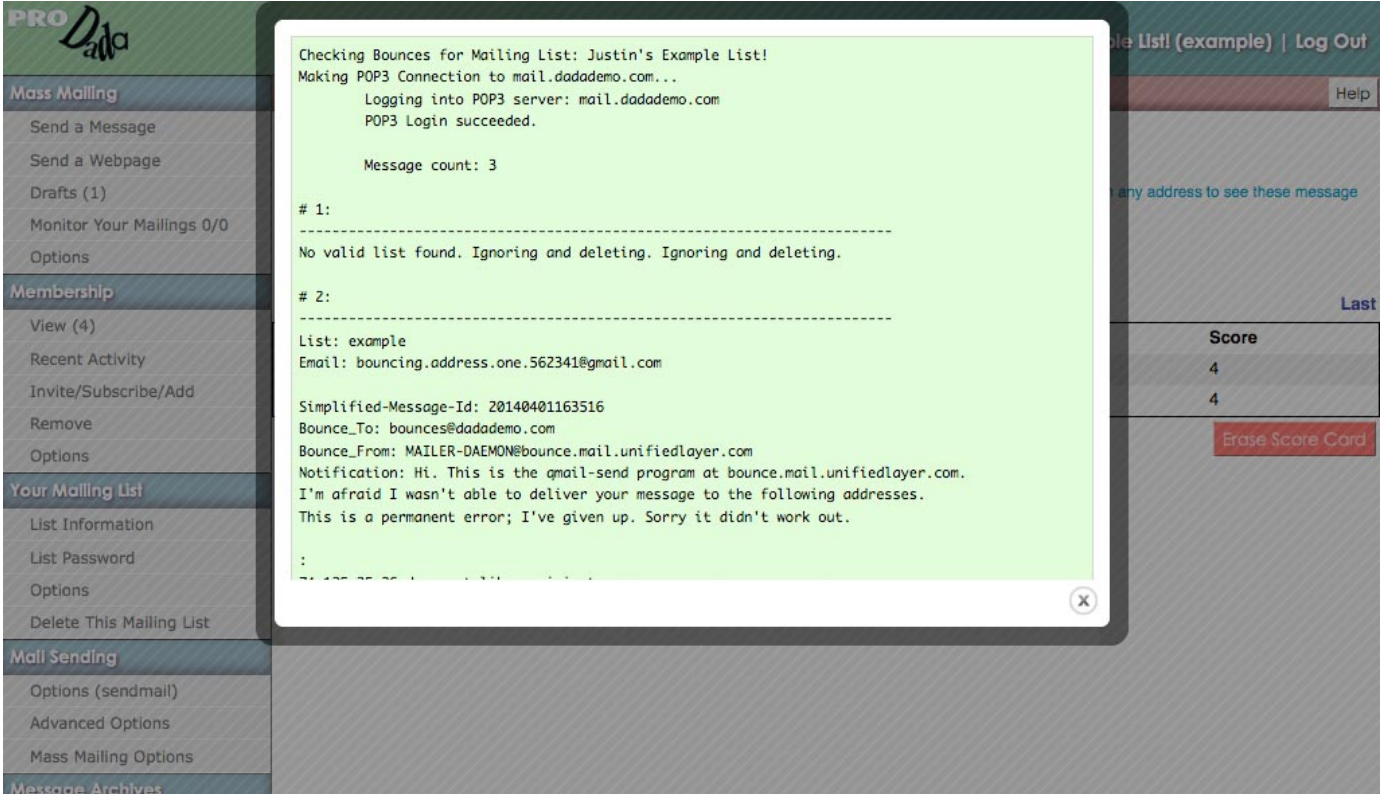 PRO Dada
ple List! (example) | Log Out
Mass Mailing
Help
Send a Message
Send a Webpage
Drafts (1)
Monitor Your Mailings 0/0
Options
Membership
View (4)
Recent Activity
Invite/Subscribe/Add
Remove
Options
Your Mailing List
List Information
List Password
Options
Delete This Mailing List
Mail Sending
Options (sendmail)
Advanced Options
Mass Mailing Options
Message Archives
Checking Bounces for Mailing List: Justin's Example List!
Making POP3 Connection to mail.dadademo.com...
Logging into POP3 server: mail.dadademo.com
POP3 Login succeeded.
Message count: 3
# 1:
------------------------------------------------------------------------
No valid list found. Ignoring and deleting. Ignoring and deleting.
# 2:
------------------------------------------------------------------------
List: example
Email: bouncing.address.one.562341@gmail.com
Simplified-Message-Id: 20140401163516
Bounce_To: bounces@dadademo.com
Bounce_From: MAILER-DAEMON@bounce.mail.unifiedlayer.com
Notification: Hi. This is the qmail-send program at bounce.mail.unifiedlayer.com.
I'm afraid I wasn't able to deliver your message to the following addresses.
This is a permanent error; I've given up. Sorry it didn't work out.
:
x
any address to see these message
Last
Score
4
4
Erase Score Card